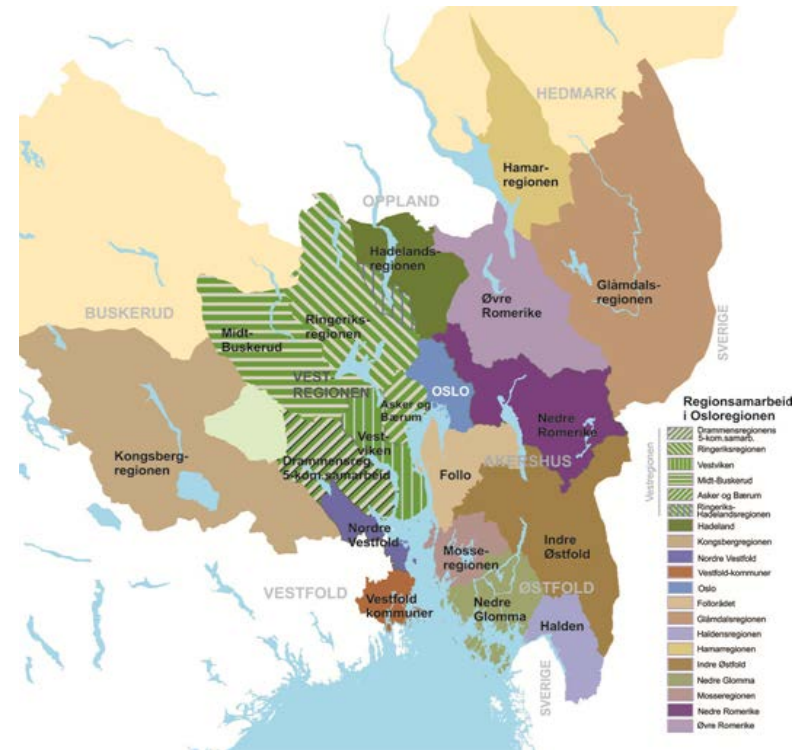 HEDMARK
Hamar-
regionen
OPPLAND
Hadelands-
regionen
Glåmdals-
regionen
Øvre
Romerike
BUSKERUD
Ringeriks-
regionen
Midt-
Buskerud
SVERIGE
VEST-
REGIONEN
OSLO
Asker og
Bærum
Nedre
Romerike
Vest-
viken
Kongsberg-
regionen
Drammensreg.
5-kom.samarbeid
Follo
AKERSHUS
Nordre
Vestfold
Mosse-
regionen
Indre
Østfold
VESTFOLD
Vestfold
kommuner
Nedre
Glomma
ØSTFOLD
Halden
SVERIGE
Regionsamarbeid
i Osloregionen
Vestregionen
Drammensregionens
5-kom.samarb.
Ringeriksregionen
Vestviken
Midt-Buskerud
Asker og Bærum
Ringeriks-
Hadelandsregionen
Hadeland
Kongsbergregionen
Nordre Vestfold
Vestfold-kommuner
Oslo
Follorådet
Glåmdalsregionen
Haldensregionen
Hamarregionen
Indre Østfold
Nedre Glomma
Mosseregionen
Nedre Romerike
Øvre Romerike